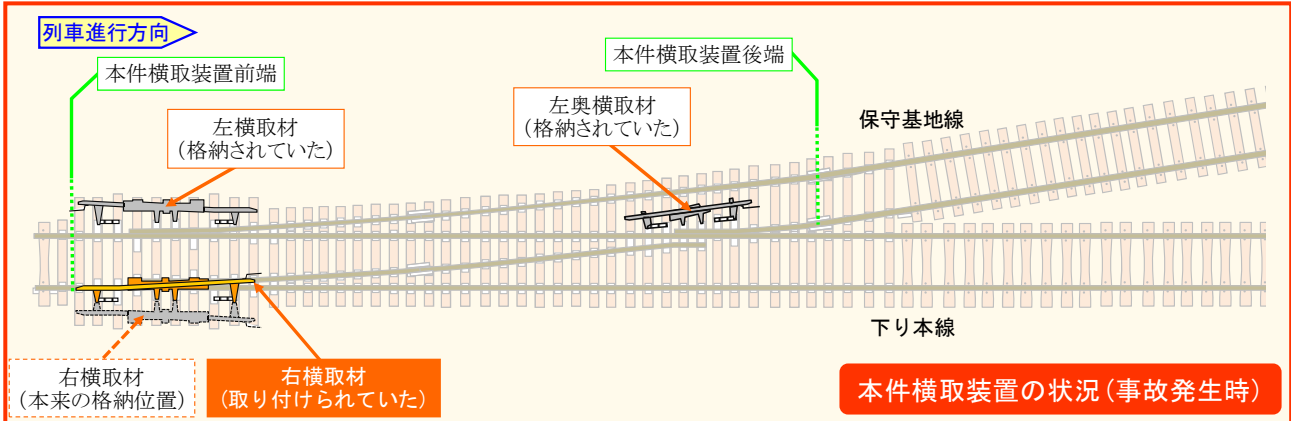 列車進行方向
本件横取装置前端
本件横取装置後端
左横取材
（格納されていた）
左奥横取材
（格納されていた）
保守基地線
下り本線
右横取材
（本来の格納位置）
右横取材
（取り付けられていた）
本件横取装置の状況（事故発生時）